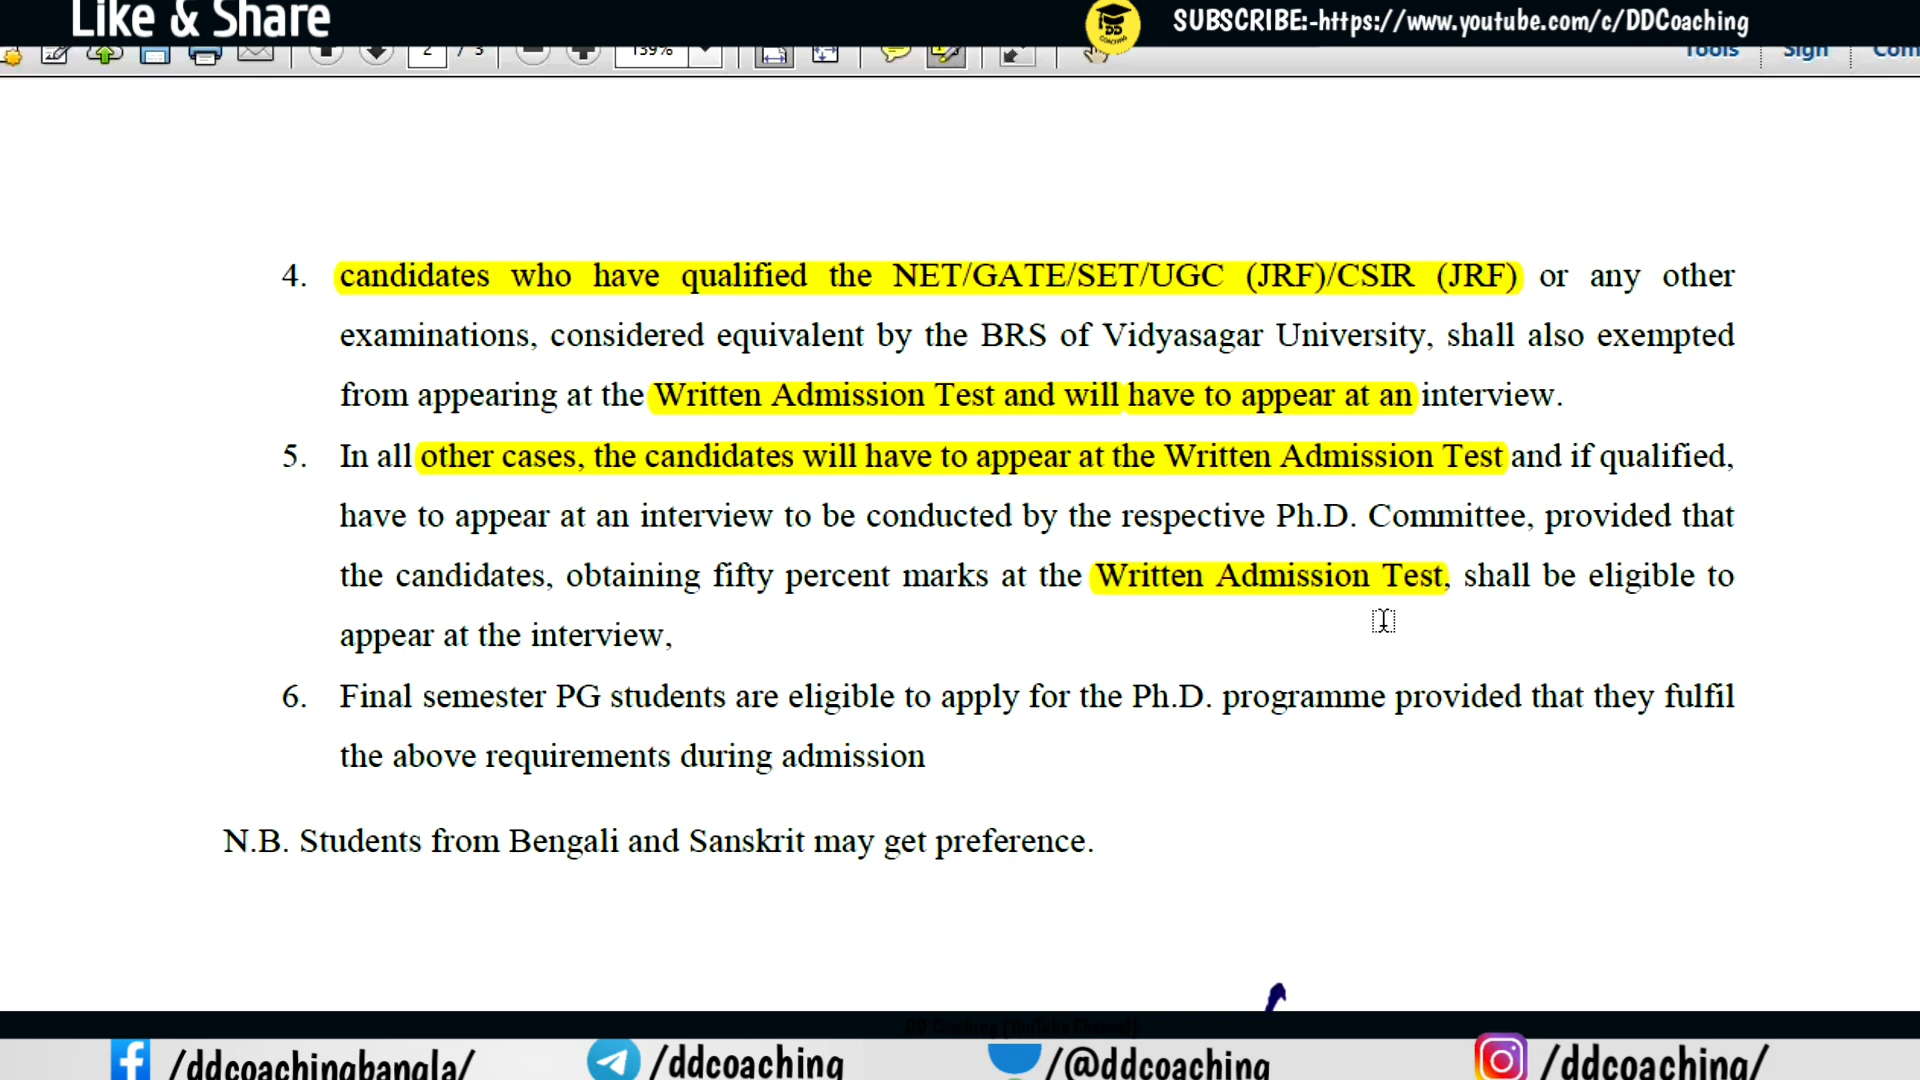 Like & Share
SUBSCRIBE:-https://www.youtube.com/c/DDCoaching
2 / 3
139%
Tools
Sign
4. candidates who have qualified the NET/GATE/SET/UGC (JRF)/CSIR (JRF) or any other
examinations, considered equivalent by the BRS of Vidyasagar University, shall also exempted
from appearing at the Written Admission Test and will have to appear at an interview.
5. In all other cases, the candidates will have to appear at the Written Admission Test and if qualified,
have to appear at an interview to be conducted by the respective Ph.D. Committee, provided that
the candidates, obtaining fifty percent marks at the Written Admission Test, shall be eligible to
appear at the interview,
6. Final semester PG students are eligible to apply for the Ph.D. programme provided that they fulfil
the above requirements during admission
N.B. Students from Bengali and Sanskrit may get preference.
/ddcoachingbangla/
/ddcoaching
/@ddcoaching
/ddcoaching/